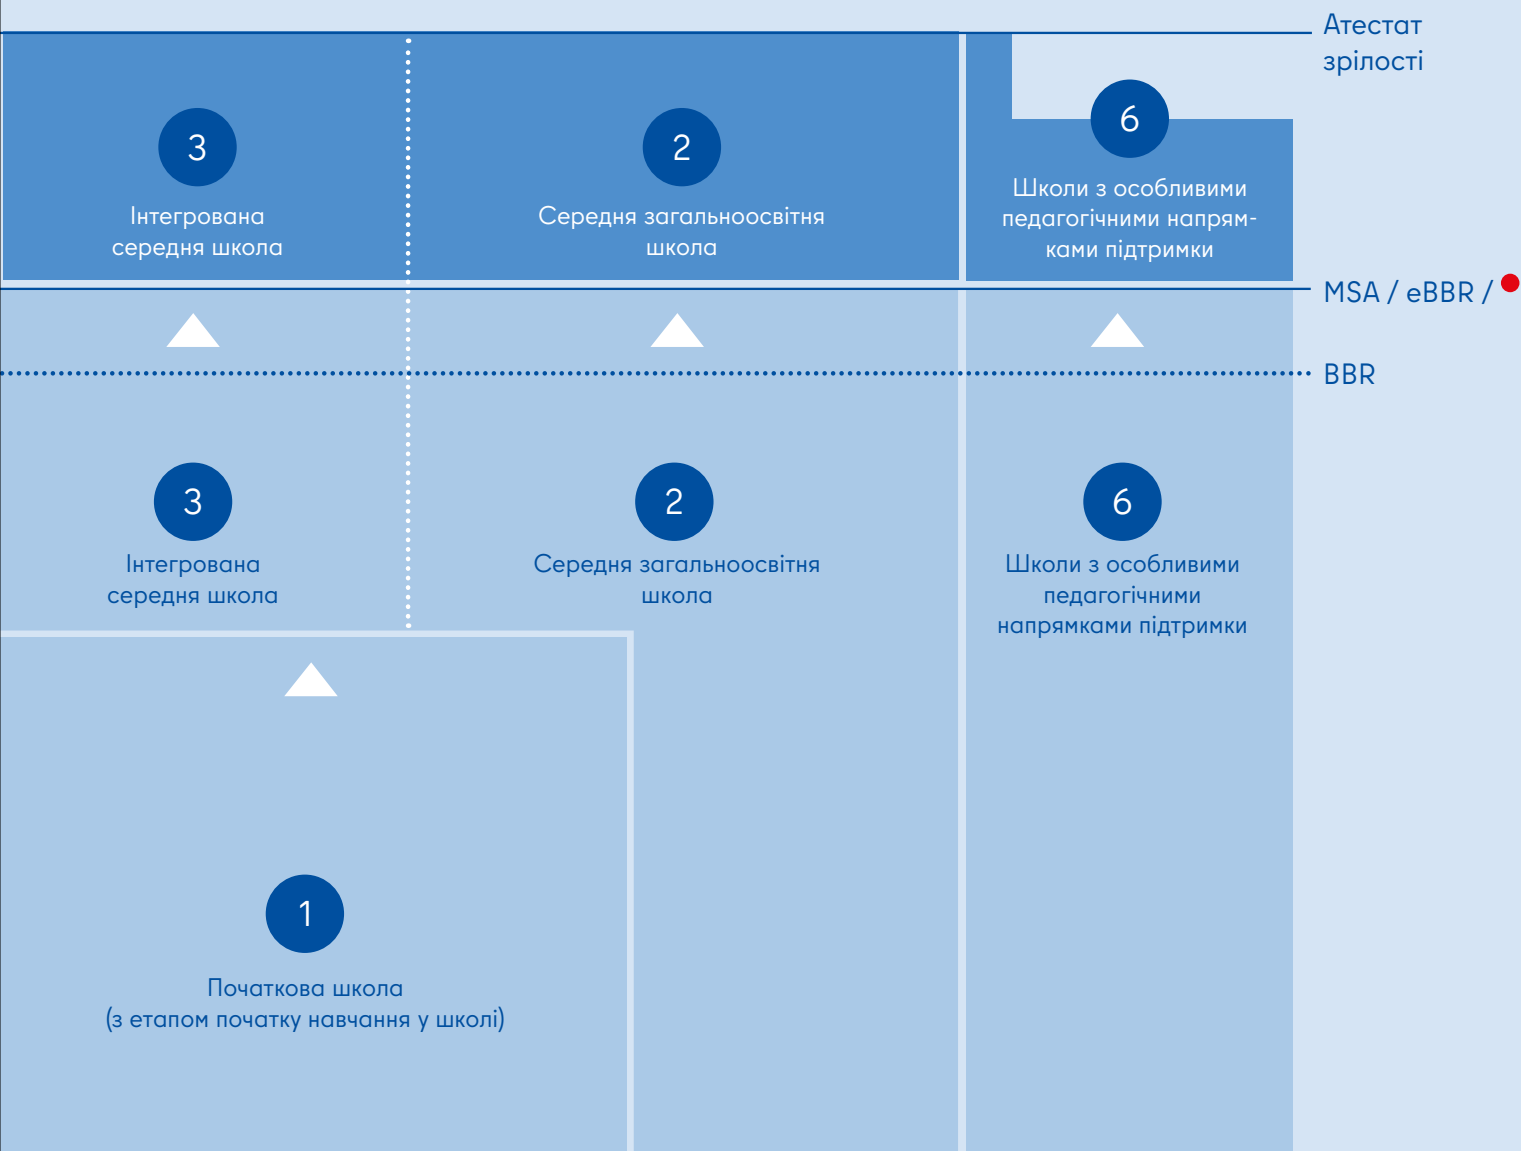 Атестат
зрілості
3
Інтегрована
середня школа
2
Середня загальноосвітня
школа
6
Школи з особливими
педагогічними напрям-
ками підтримки
MSA / eBBR /
BBR
3
Інтегрована
середня школа
2
Середня загальноосвітня
школа
6
Школи з особливими
педагогічними
напрямками підтримки
1
Початкова школа
(з етапом початку навчання у школі)